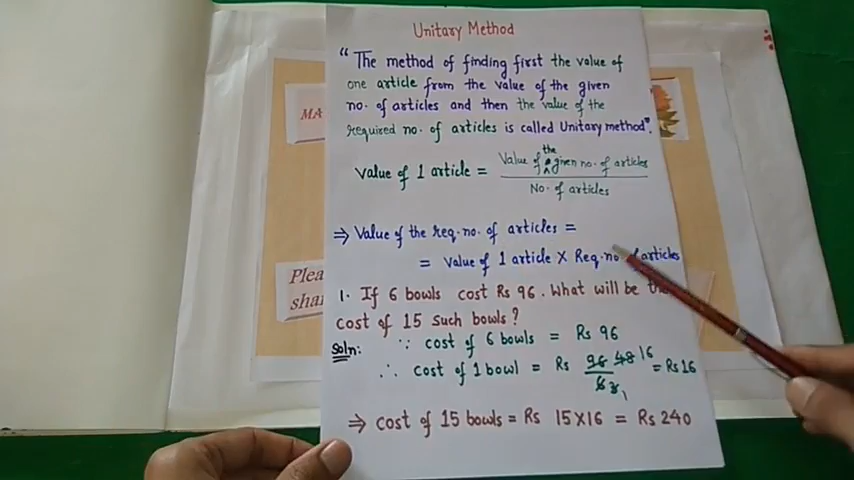 Unitary Method
"The method of finding first the value of
one article from the value of the given
no. of articles and then the value of the
required no. of articles is called Unitary method".
Value of 1 article = Value of the given no. of articles
No. of articles
⇒ Value of the req. no. of articles =
= Value of 1 article X Req. no of articles
1. If 6 bowls cost Rs 96. What will be the
cost of 15 such bowls?
Soln: ∵ cost of 6 bowls = Rs 96
∴ cost of 1 bowl = Rs 96 48 16 = Rs 16
6 3 1
⇒ cost of 15 bowls = Rs 15X16 = Rs 240
MA
Plea
shar